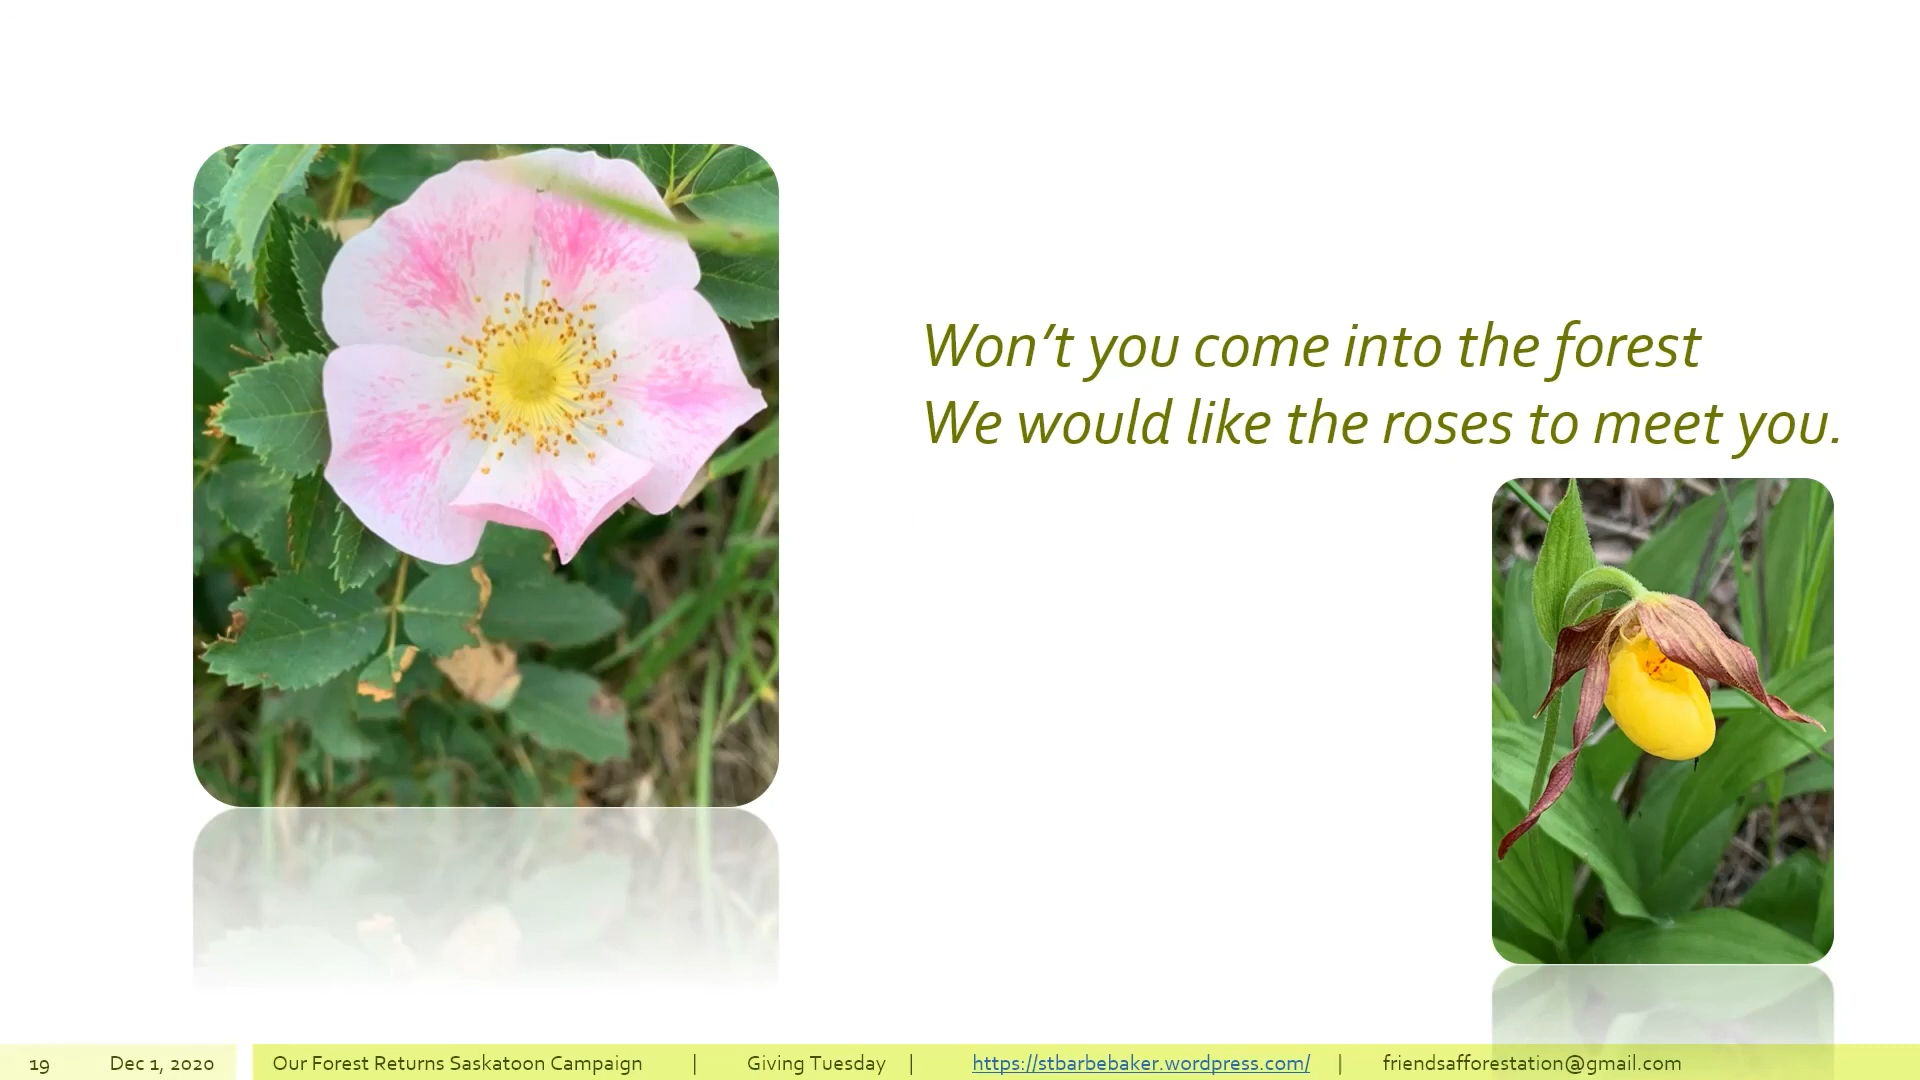 Won't you come into the forest
We would like the roses to meet you.
19 Dec 1, 2020 Our Forest Returns Saskatoon Campaign | Giving Tuesday | https://stbarbebaker.wordpress.com/ | friendsafforestation@gmail.com